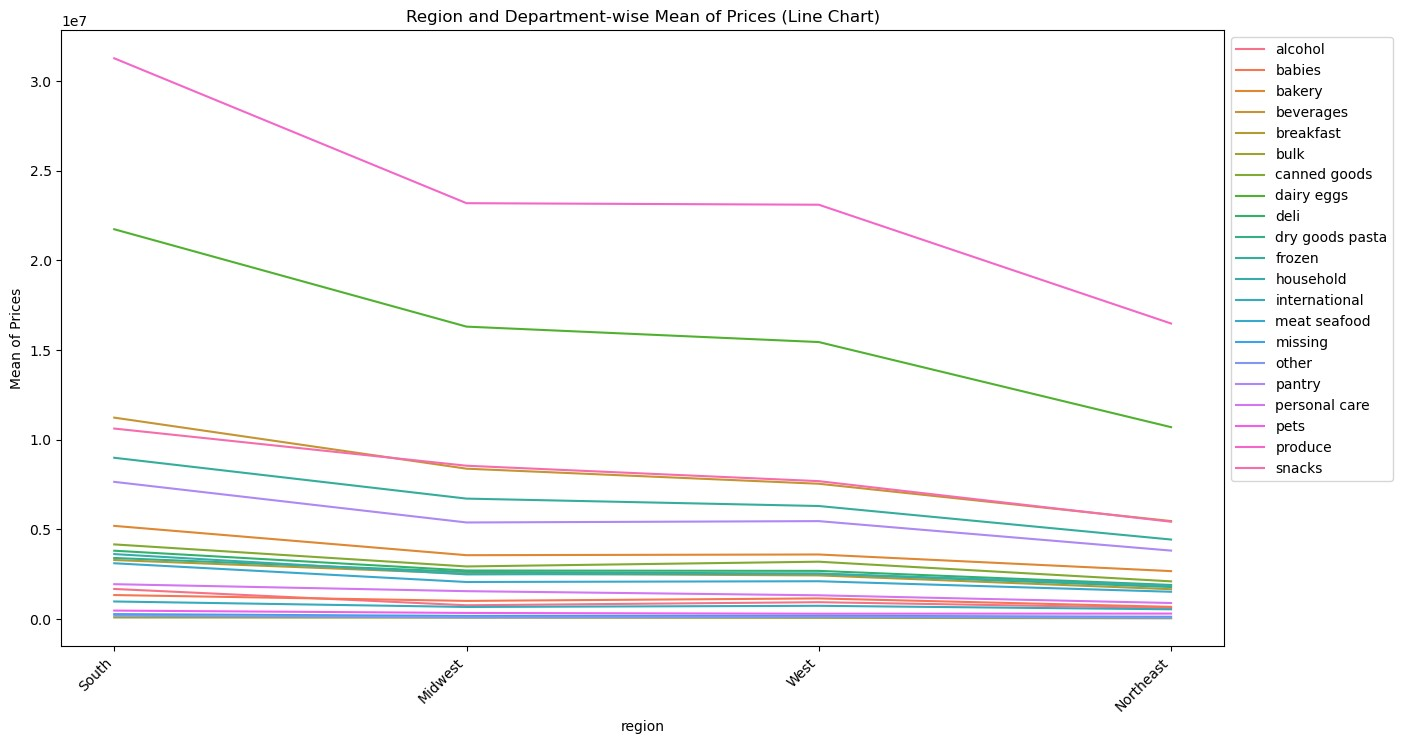 Region and Department-wise Mean of Prices (Line Chart)
1e7
3.0
2.5
2.0
1.5
1.0
0.5
0.0
Mean of Prices
South
Midwest
West
Northeast
region
alcohol
babies
bakery
beverages
breakfast
bulk
canned goods
dairy eggs
deli
dry goods pasta
frozen
household
international
meat seafood
missing
other
pantry
personal care
pets
produce
snacks